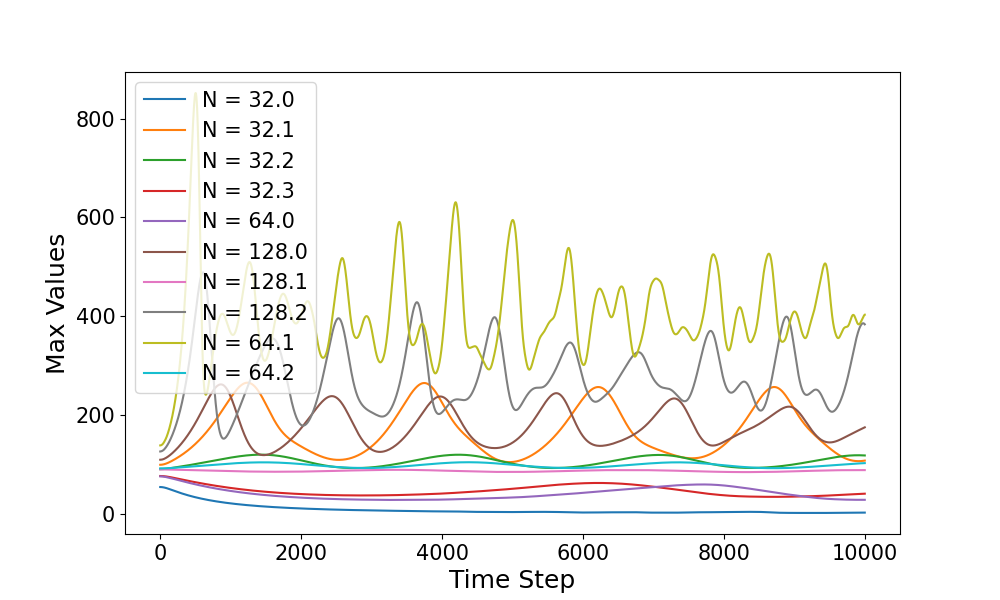 N = 32.0
N = 32.1
N = 32.2
N = 32.3
N = 64.0
N = 128.0
N = 128.1
N = 128.2
N = 64.1
N = 64.2
800
600
400
200
0
Max Values
0 2000 4000 6000 8000 10000
Time Step